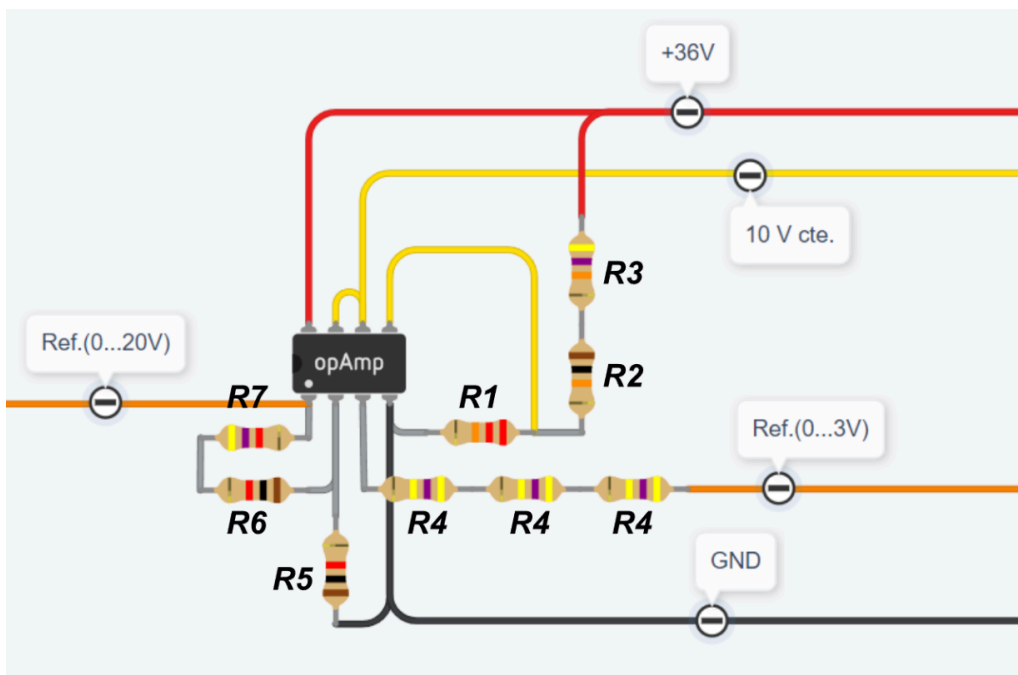 +36V
10 V cte.
R3
Ref.(0...20V)
opAmp
R2
R7
R1
Ref.(0...3V)
R6
R4
R4
R4
R5
GND